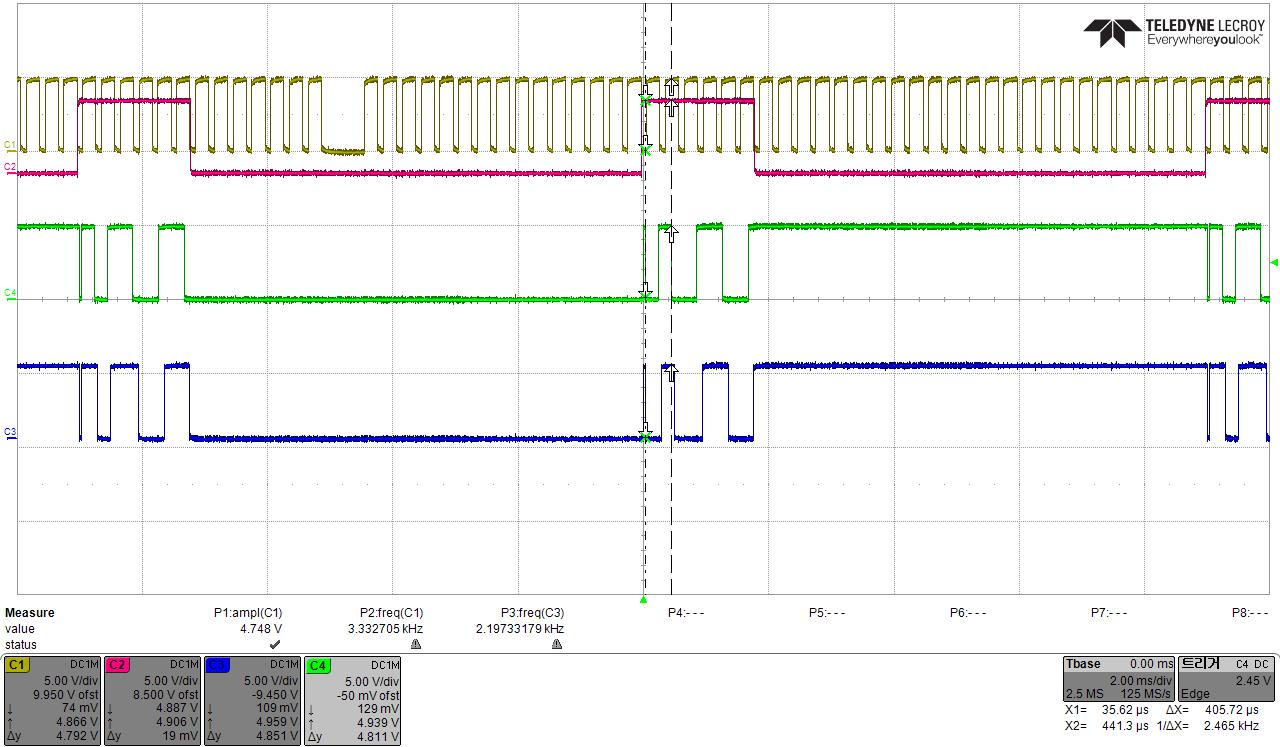 TELEDYNE LECROY
Everywhereyoulook™
C1
C2
C4
C3
Measure P1:ampl(C1) P2:freq(C1) P3:freq(C3) P4:--- P5:--- P6:--- P7:--- P8:---
value 4.748 V 3.332705 kHz 2.19733179 kHz
status
C1 DC1M C2 DC1M C3 DC1M C4 DC1M
5.00 V/div 5.00 V/div 5.00 V/div 5.00 V/div
9.950 V ofst 8.500 V ofst -9.450 V -50 mV ofst
↓ 74 mV ↓ 4.887 V ↓ 109 mV ↓ 129 mV
↑ 4.866 V ↑ 4.906 V ↑ 4.959 V ↑ 4.939 V
Δy 4.792 V Δy 19 mV Δy 4.851 V Δy 4.811 V
Tbase 0.00 ms 트리거 C4 DC
2.00 ms/div 2.45 V
2.5 MS 125 MS/s Edge
X1= 35.62 µs ΔX= 405.72 µs
X2= 441.3 µs 1/ΔX= 2.465 kHz